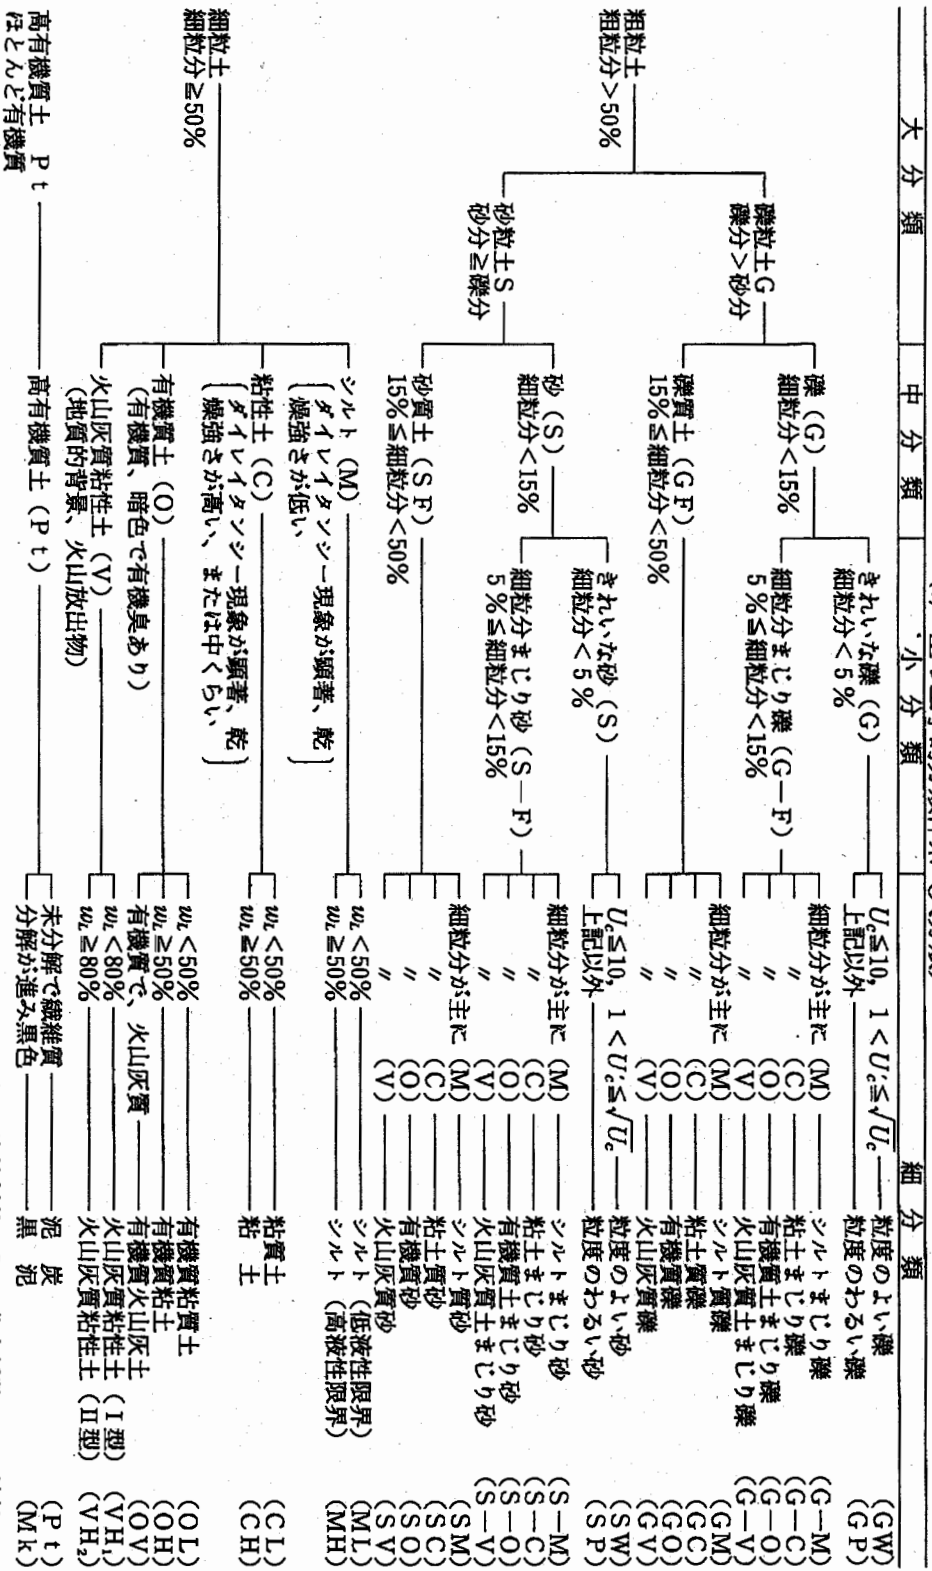 大分類
中分類
小分類
細分類
粗粒土
粗粒分>50%
礫粒土G
礫分>砂分
礫(G)
細粒分<15%
きれいな礫(G)
細粒分<5%
Uc≦10, 1<U'c≦√Uc
粒度のよい礫
(GW)
上記以外
粒度のわるい礫
(GP)
細粒分まじり礫(G－F)
5%≦細粒分<15%
細粒分が主に(M)
シルトまじり礫
(G－M)
〃 (C)
粘土まじり礫
(G－C)
〃 (O)
有機質土まじり礫
(G－O)
〃 (V)
火山灰質土まじり礫
(G－V)
礫質土(GF)
15%≦細粒分<50%
細粒分が主に(M)
シルト質礫
(GM)
〃 (C)
粘土質礫
(GC)
〃 (O)
有機質礫
(GO)
〃 (V)
火山灰質礫
(GV)
砂粒土S
砂分≧礫分
砂(S)
細粒分<15%
きれいな砂(S)
細粒分<5%
Uc≦10, 1<U'c≦√Uc
粒度のよい砂
(SW)
上記以外
粒度のわるい砂
(SP)
細粒分まじり砂(S－F)
5%≦細粒分<15%
細粒分が主に(M)
シルトまじり砂
(S－M)
〃 (C)
粘土まじり砂
(S－C)
〃 (O)
有機質土まじり砂
(S－O)
〃 (V)
火山灰質土まじり砂
(S－V)
砂質土(SF)
15%≦細粒分<50%
細粒分が主に(M)
シルト質砂
(SM)
〃 (C)
粘土質砂
(SC)
〃 (O)
有機質砂
(SO)
〃 (V)
火山灰質砂
(SV)
細粒土
細粒分≧50%
シルト(M)
(ダイレイタンシー現象が顕著、乾
燥強さが低い)
wL<50%
シルト(低液性限界)
(ML)
wL≧50%
シルト(高液性限界)
(MH)
粘性土(C)
(ダイレイタンシー現象が顕著、乾
燥強さが高い、または中くらい)
wL<50%
粘質土
(CL)
wL≧50%
粘土
(CH)
有機質土(O)
(有機質、暗色で有機臭あり)
wL<50%
有機質粘質土
(OL)
wL≧50%
有機質粘土
(OH)
有機質で、火山灰質
有機質火山灰土
(OV)
火山灰質粘性土(V)
(地質的背景、火山放出物)
wL<80%
火山灰質粘性土(I型)
(VH₁)
wL≧80%
火山灰質粘性土(II型)
(VH₂)
高有機質土 Pt
ほとんど有機質
高有機質土(Pt)
未分解で繊維質
泥炭
(Pt)
分解が進み黒色
黒泥
(Mk)